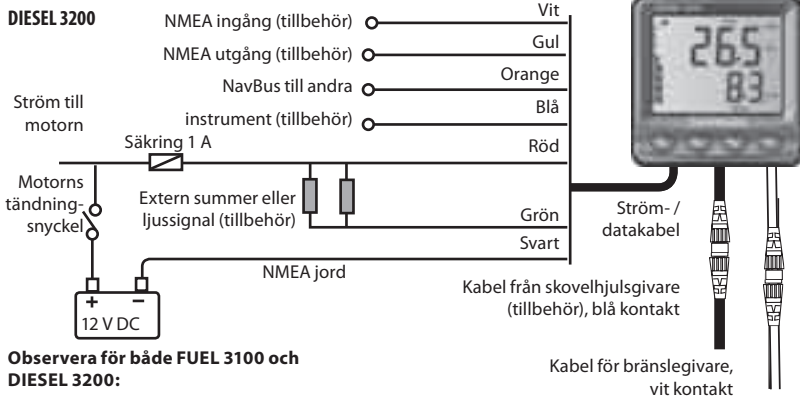 DIESEL 3200
NMEA ingång (tillbehör)
Vit
NMEA utgång (tillbehör)
Gul
NavBus till andra
Orange
instrument (tillbehör)
Blå
Ström till
motorn
Säkring 1 A
Röd
Motorns
tändning-
snyckel
Extern summer eller
ljussignal (tillbehör)
Grön
Svart
NMEA jord
+ –
12 V DC
26.5
8.3
Ström- /
datakabel
Kabel från skovelhjulsgivare
(tillbehör), blå kontakt
Kabel för bränslegivare,
vit kontakt
Observera för både FUEL 3100 och
DIESEL 3200: